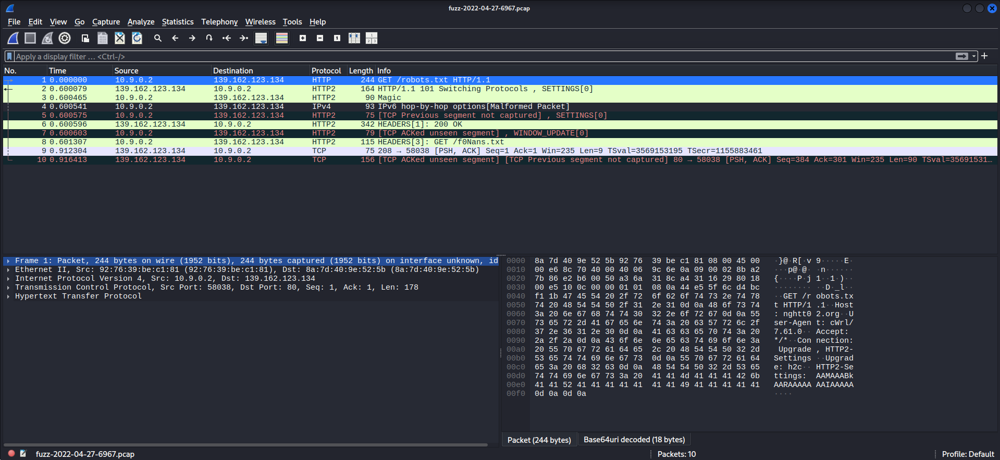 fuzz-2022-04-27-6967.pcap
File Edit View Go Capture Analyze Statistics Telephony Wireless Tools Help
Apply a display filter … <Ctrl-/>
No. Time Source Destination Protocol Length Info
1 0.000000 10.9.0.2 139.162.123.134 HTTP 244 GET /robots.txt HTTP/1.1
2 0.600079 139.162.123.134 10.9.0.2 HTTP2 164 HTTP/1.1 101 Switching Protocols , SETTINGS[0]
3 0.600465 10.9.0.2 139.162.123.134 HTTP2 90 Magic
4 0.600541 10.9.0.2 139.162.123.134 IPv4 93 IPv6 hop-by-hop options[Malformed Packet]
5 0.600575 10.9.0.2 139.162.123.134 HTTP2 75 [TCP Previous segment not captured] , SETTINGS[0]
6 0.600596 139.162.123.134 10.9.0.2 HTTP2 342 HEADERS[1]: 200 OK
7 0.600603 10.9.0.2 139.162.123.134 HTTP2 79 [TCP ACKed unseen segment] , WINDOW_UPDATE[0]
8 0.601307 10.9.0.2 139.162.123.134 HTTP2 115 HEADERS[3]: GET /f0Nans.txt
9 0.912304 139.162.123.134 10.9.0.2 TCP 75 208 → 58038 [PSH, ACK] Seq=1 Ack=1 Win=235 Len=9 TSval=3569153195 TSecr=1155883461
10 0.916413 139.162.123.134 10.9.0.2 TCP 156 [TCP ACKed unseen segment] [TCP Previous segment not captured] 80 → 58038 [PSH, ACK] Seq=384 Ack=301 Win=235 Len=90 TSval=35691531…
Frame 1: Packet, 244 bytes on wire (1952 bits), 244 bytes captured (1952 bits) on interface unknown, id
Ethernet II, Src: 92:76:39:be:c1:81 (92:76:39:be:c1:81), Dst: 8a:7d:40:9e:52:5b (8a:7d:40:9e:52:5b)
Internet Protocol Version 4, Src: 10.9.0.2, Dst: 139.162.123.134
Transmission Control Protocol, Src Port: 58038, Dst Port: 80, Seq: 1, Ack: 1, Len: 178
Hypertext Transfer Protocol
0000 8a 7d 40 9e 52 5b 92 76 39 be c1 81 08 00 45 00 ·}@·R[·v 9·····E·
0010 00 e6 8c 70 40 00 40 06 9c 6e 0a 09 00 02 8b a2 ···p@·@· ·n······
0020 7b 86 e2 b6 00 50 a3 6a 31 8c a4 31 16 29 80 18 {····P·j 1··1·)··
0030 00 e5 10 0c 00 00 01 01 08 0a 44 e5 5f 6c d4 bc ········ ··D·_l··
0040 f1 1b 47 45 54 20 2f 72 6f 62 6f 74 73 2e 74 78 ··GET /r obots.tx
0050 74 20 48 54 54 50 2f 31 2e 31 0d 0a 48 6f 73 74 t HTTP/1 .1··Host
0060 3a 20 6e 67 68 74 74 30 32 2e 6f 72 67 0d 0a 55 : nghtt0 2.org··U
0070 73 65 72 2d 41 67 65 6e 74 3a 20 63 57 72 6c 2f ser-Agen t: cWrl/
0080 37 2e 36 31 2e 30 0d 0a 41 63 63 65 70 74 3a 20 7.61.0·· Accept:
0090 2a 2f 2a 0d 0a 43 6f 6e 6e 65 63 74 69 6f 6e 3a */*··Con nection:
00a0 20 55 70 67 72 61 64 65 2c 20 48 54 54 50 32 2d Upgrade , HTTP2-
00b0 53 65 74 74 69 6e 67 73 0d 0a 55 70 67 72 61 64 Settings ··Upgrad
00c0 65 3a 20 68 32 63 0d 0a 48 54 54 50 32 2d 53 65 e: h2c·· HTTP2-Se
00d0 74 74 69 6e 67 73 3a 20 41 41 4d 41 41 41 42 6b ttings: AAMAAABk
00e0 41 41 52 41 41 41 41 41 41 41 49 41 41 41 41 41 AARAAAAA AAIAAAAA
00f0 0d 0a 0d 0a ····
Packet (244 bytes) Base64uri decoded (18 bytes)
fuzz-2022-04-27-6967.pcap Packets: 10 Profile: Default